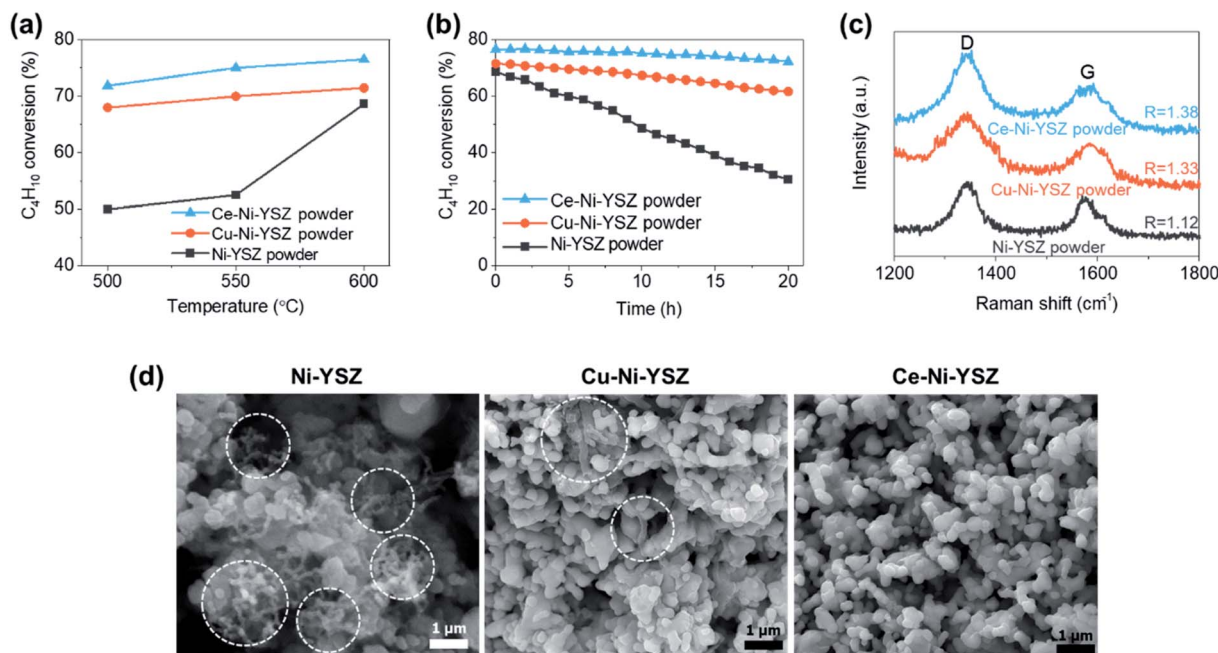 (a)
C₄H₁₀ conversion (%)
80
70
60
50
40
Ce-Ni-YSZ powder
Cu-Ni-YSZ powder
Ni-YSZ powder
500
550
600
Temperature (°C)
(b)
C₄H₁₀ conversion (%)
80
60
40
20
0
Ce-Ni-YSZ powder
Cu-Ni-YSZ powder
Ni-YSZ powder
0
5
10
15
20
Time (h)
(c)
Intensity (a.u.)
D
G
R=1.38
Ce-Ni-YSZ powder
R=1.33
Cu-Ni-YSZ powder
R=1.12
Ni-YSZ powder
1200
1400
1600
1800
Raman shift (cm⁻¹)
(d)
Ni-YSZ
Cu-Ni-YSZ
Ce-Ni-YSZ
1 µm
1 µm
1 µm